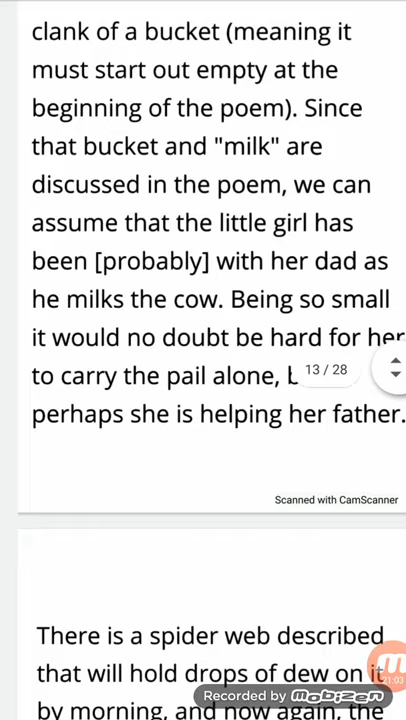 clank of a bucket (meaning it
must start out empty at the
beginning of the poem). Since
that bucket and "milk" are
discussed in the poem, we can
assume that the little girl has
been [probably] with her dad as
he milks the cow. Being so small
it would no doubt be hard for her
to carry the pail alone, 13 / 28
perhaps she is helping her father.
Scanned with CamScanner
There is a spider web described
that will hold drops of dew on it
21:03
Recorded by mobizen
by morning, and now again, the